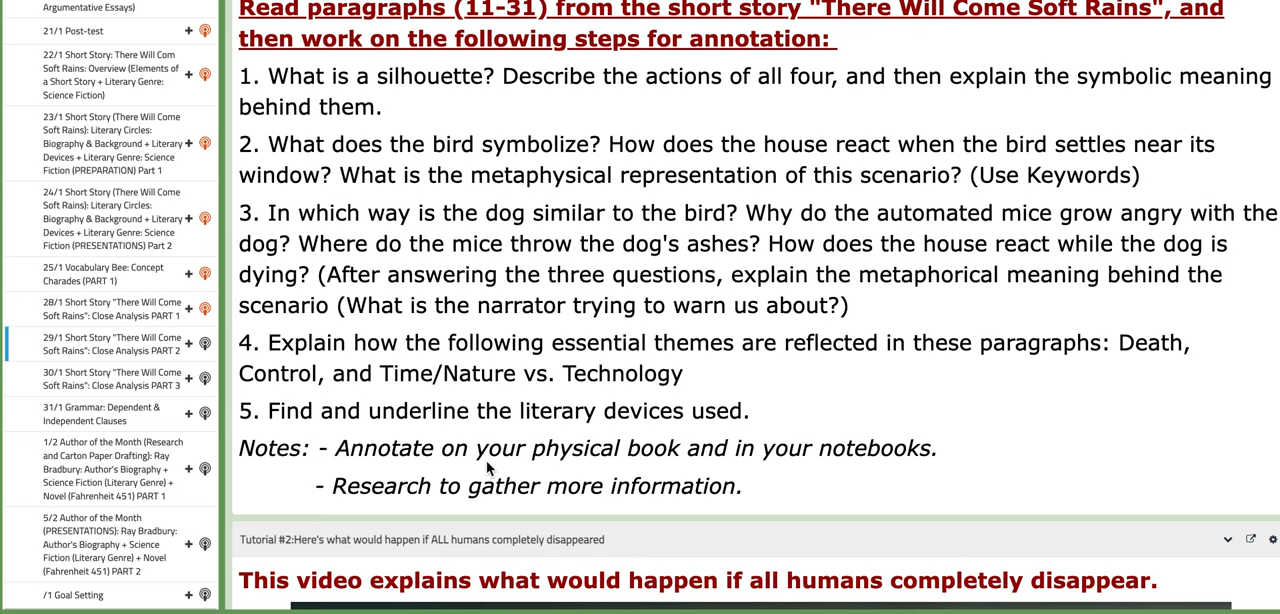 Argumentative Essays)
21/1 Post-test
22/1 Short Story: There Will Com
Soft Rains: Overview (Elements of
a Short Story + Literary Genre:
Science Fiction)
23/1 Short Story (There Will Come
Soft Rains): Literary Circles:
Biography & Background + Literary
Devices + Literary Genre: Science
Fiction (PREPARATION) Part 1
24/1 Short Story (There Will Come
Soft Rains): Literary Circles:
Biography & Background + Literary
Devices + Literary Genre: Science
Fiction (PRESENTATIONS) Part 2
25/1 Vocabulary Bee: Concept
Charades (PART 1)
28/1 Short Story "There Will Come
Soft Rains": Close Analysis PART 1
29/1 Short Story "There Will Come
Soft Rains": Close Analysis PART 2
30/1 Short Story "There Will Come
Soft Rains": Close Analysis PART 3
31/1 Grammar: Dependent &
Independent Clauses
1/2 Author of the Month (Research
and Carton Paper Drafting): Ray
Bradbury: Author's Biography +
Science Fiction (Literary Genre) +
Novel (Fahrenheit 451) PART 1
5/2 Author of the Month
(PRESENTATIONS): Ray Bradbury:
Author's Biography + Science
Fiction (Literary Genre) + Novel
(Fahrenheit 451) PART 2
/1 Goal Setting
Read paragraphs (11-31) from the short story "There Will Come Soft Rains", and
then work on the following steps for annotation:
1. What is a silhouette? Describe the actions of all four, and then explain the symbolic meaning
behind them.
2. What does the bird symbolize? How does the house react when the bird settles near its
window? What is the metaphysical representation of this scenario? (Use Keywords)
3. In which way is the dog similar to the bird? Why do the automated mice grow angry with the
dog? Where do the mice throw the dog's ashes? How does the house react while the dog is
dying? (After answering the three questions, explain the metaphorical meaning behind the
scenario (What is the narrator trying to warn us about?)
4. Explain how the following essential themes are reflected in these paragraphs: Death,
Control, and Time/Nature vs. Technology
5. Find and underline the literary devices used.
Notes: - Annotate on your physical book and in your notebooks.
- Research to gather more information.
Tutorial #2:Here's what would happen if ALL humans completely disappeared
This video explains what would happen if all humans completely disappear.